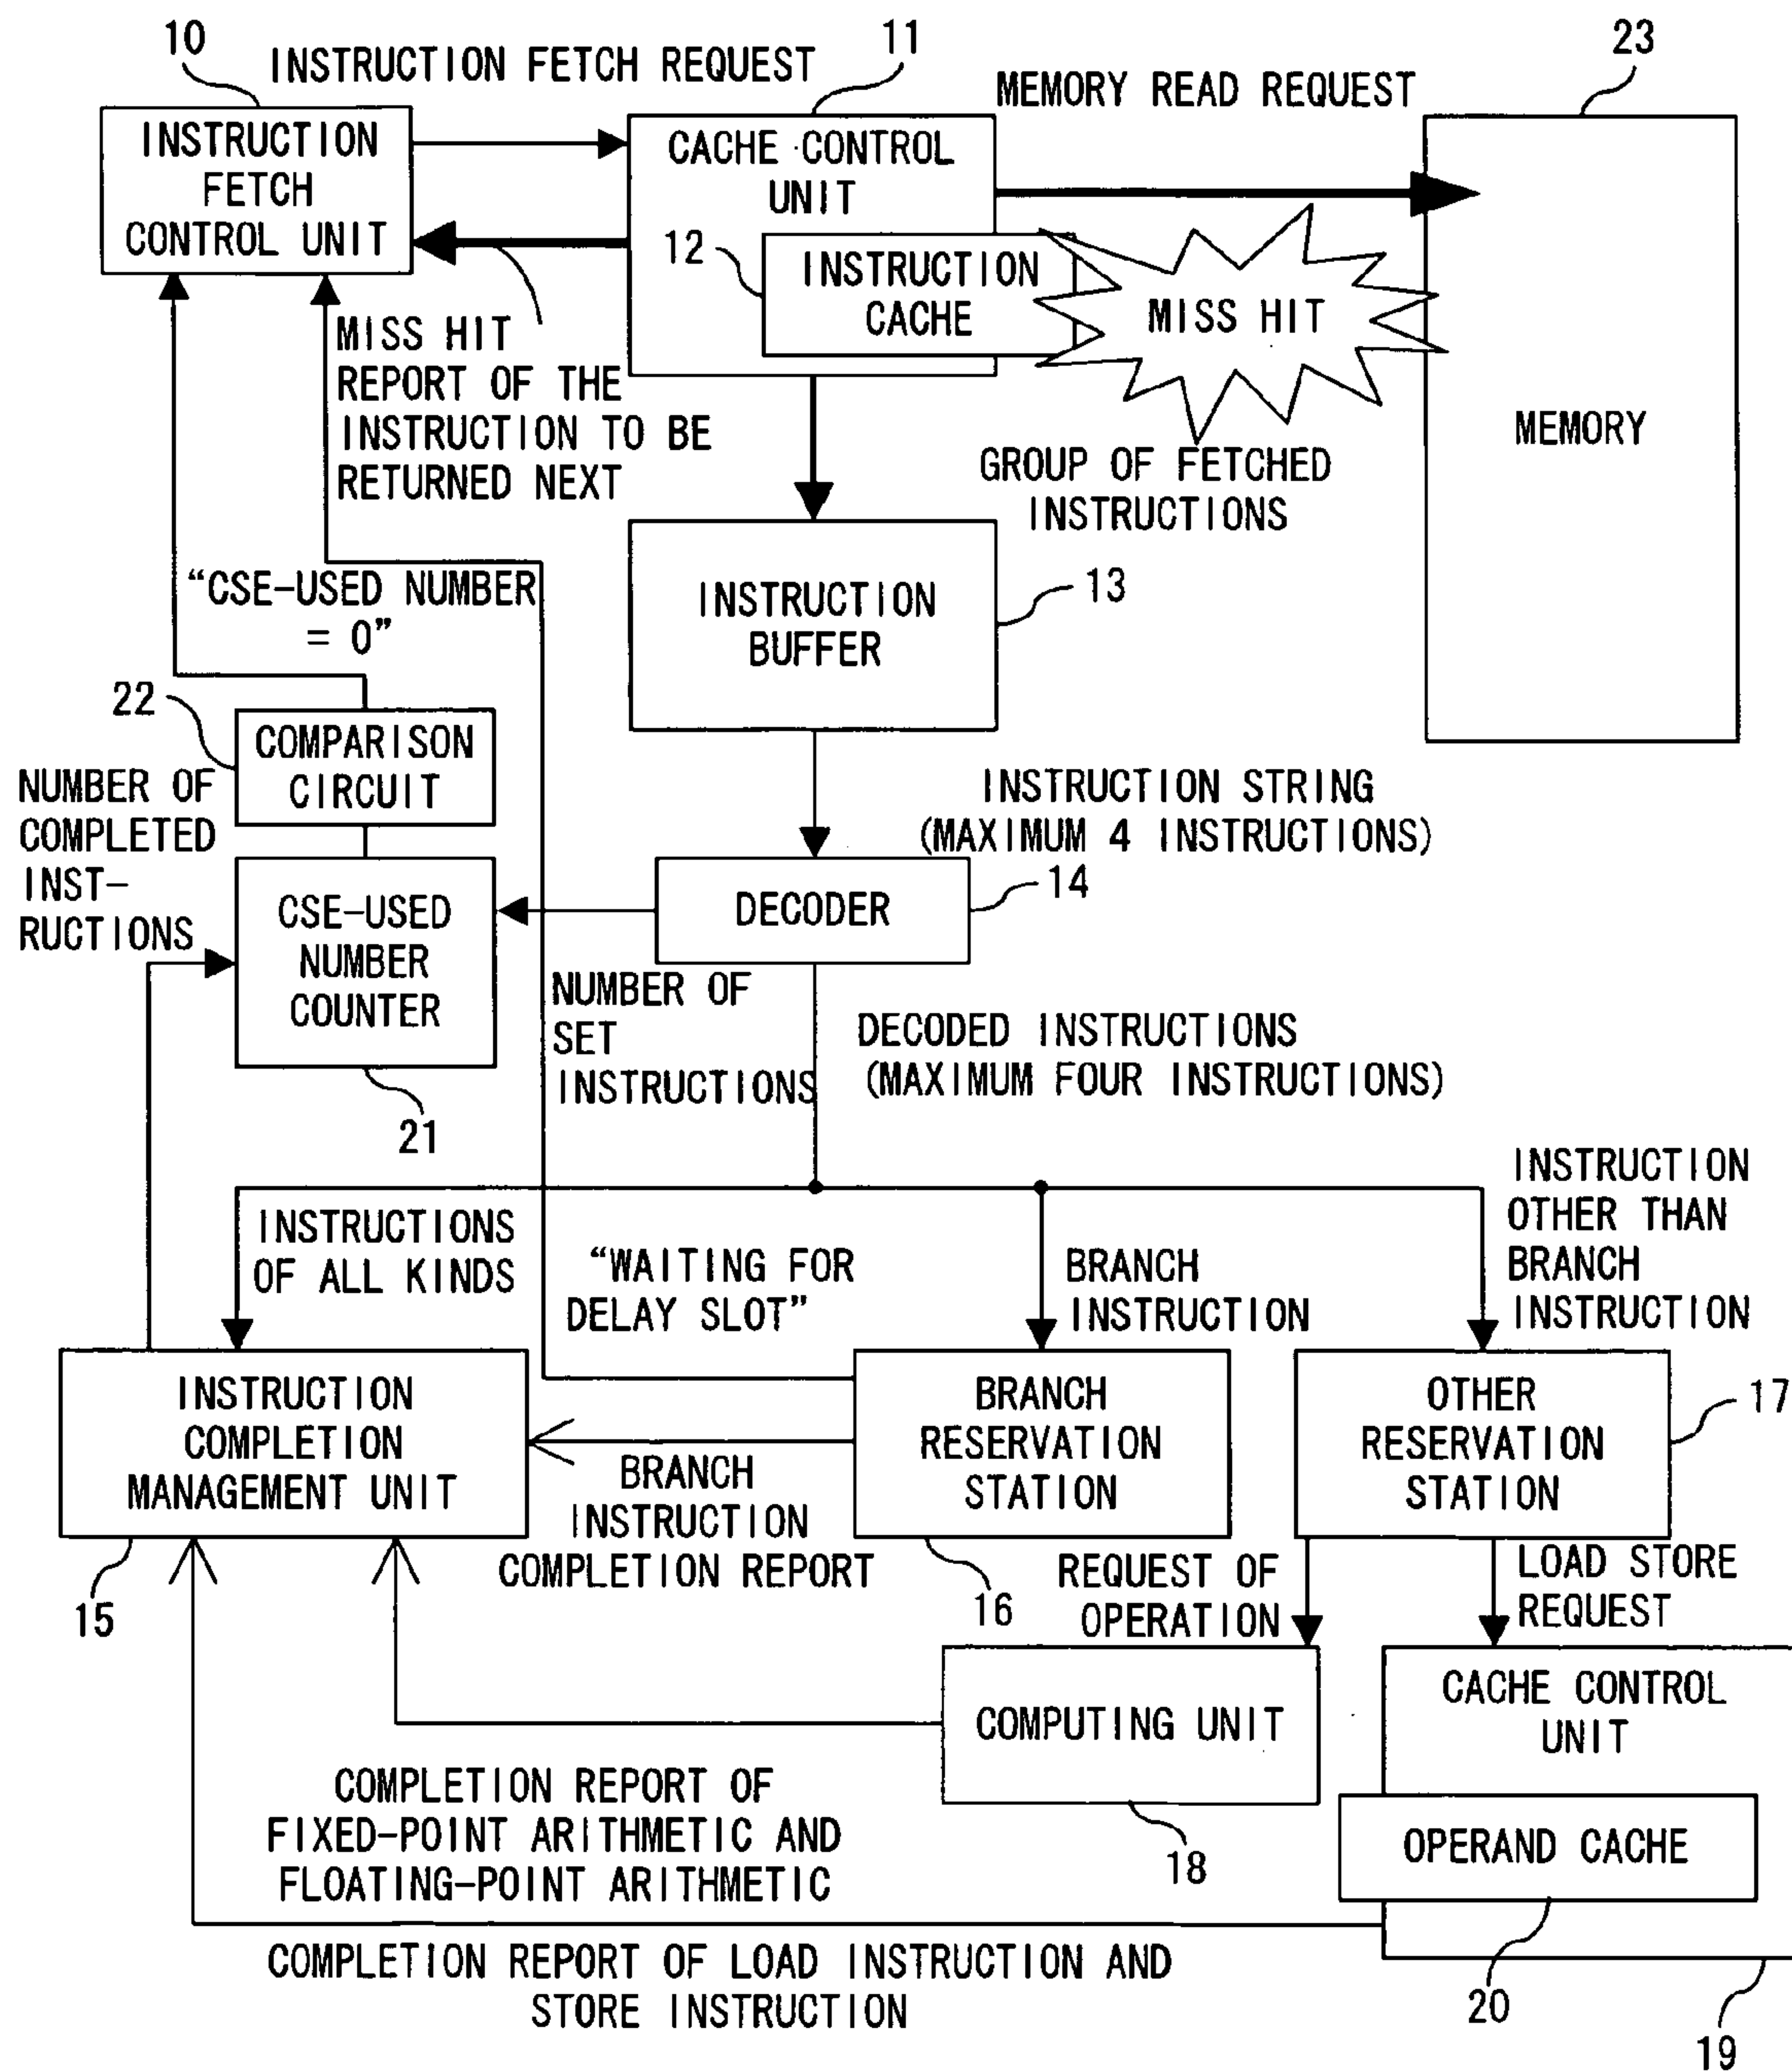 10
INSTRUCTION FETCH REQUEST
11
MEMORY READ REQUEST
23
INSTRUCTION
FETCH
CONTROL UNIT
CACHE CONTROL
UNIT
12
INSTRUCTION
CACHE
MISS HIT
MEMORY
MISS HIT
REPORT OF THE
INSTRUCTION TO BE
RETURNED NEXT
GROUP OF FETCHED
INSTRUCTIONS
“CSE-USED NUMBER
= 0”
INSTRUCTION
BUFFER
13
22
COMPARISON
CIRCUIT
NUMBER OF
COMPLETED
INST-
RUCTIONS
INSTRUCTION STRING
(MAXIMUM 4 INSTRUCTIONS)
CSE-USED
NUMBER
COUNTER
21
DECODER
14
NUMBER OF
SET
INSTRUCTIONS
DECODED INSTRUCTIONS
(MAXIMUM FOUR INSTRUCTIONS)
INSTRUCTIONS
OF ALL KINDS
“WAITING FOR
DELAY SLOT”
BRANCH
INSTRUCTION
INSTRUCTION
OTHER THAN
BRANCH
INSTRUCTION
INSTRUCTION
COMPLETION
MANAGEMENT UNIT
15
BRANCH
RESERVATION
STATION
16
OTHER
RESERVATION
STATION
17
BRANCH
INSTRUCTION
COMPLETION REPORT
REQUEST OF
OPERATION
LOAD STORE
REQUEST
COMPUTING UNIT
18
CACHE CONTROL
UNIT
OPERAND CACHE
20
19
COMPLETION REPORT OF
FIXED-POINT ARITHMETIC AND
FLOATING-POINT ARITHMETIC
COMPLETION REPORT OF LOAD INSTRUCTION AND
STORE INSTRUCTION